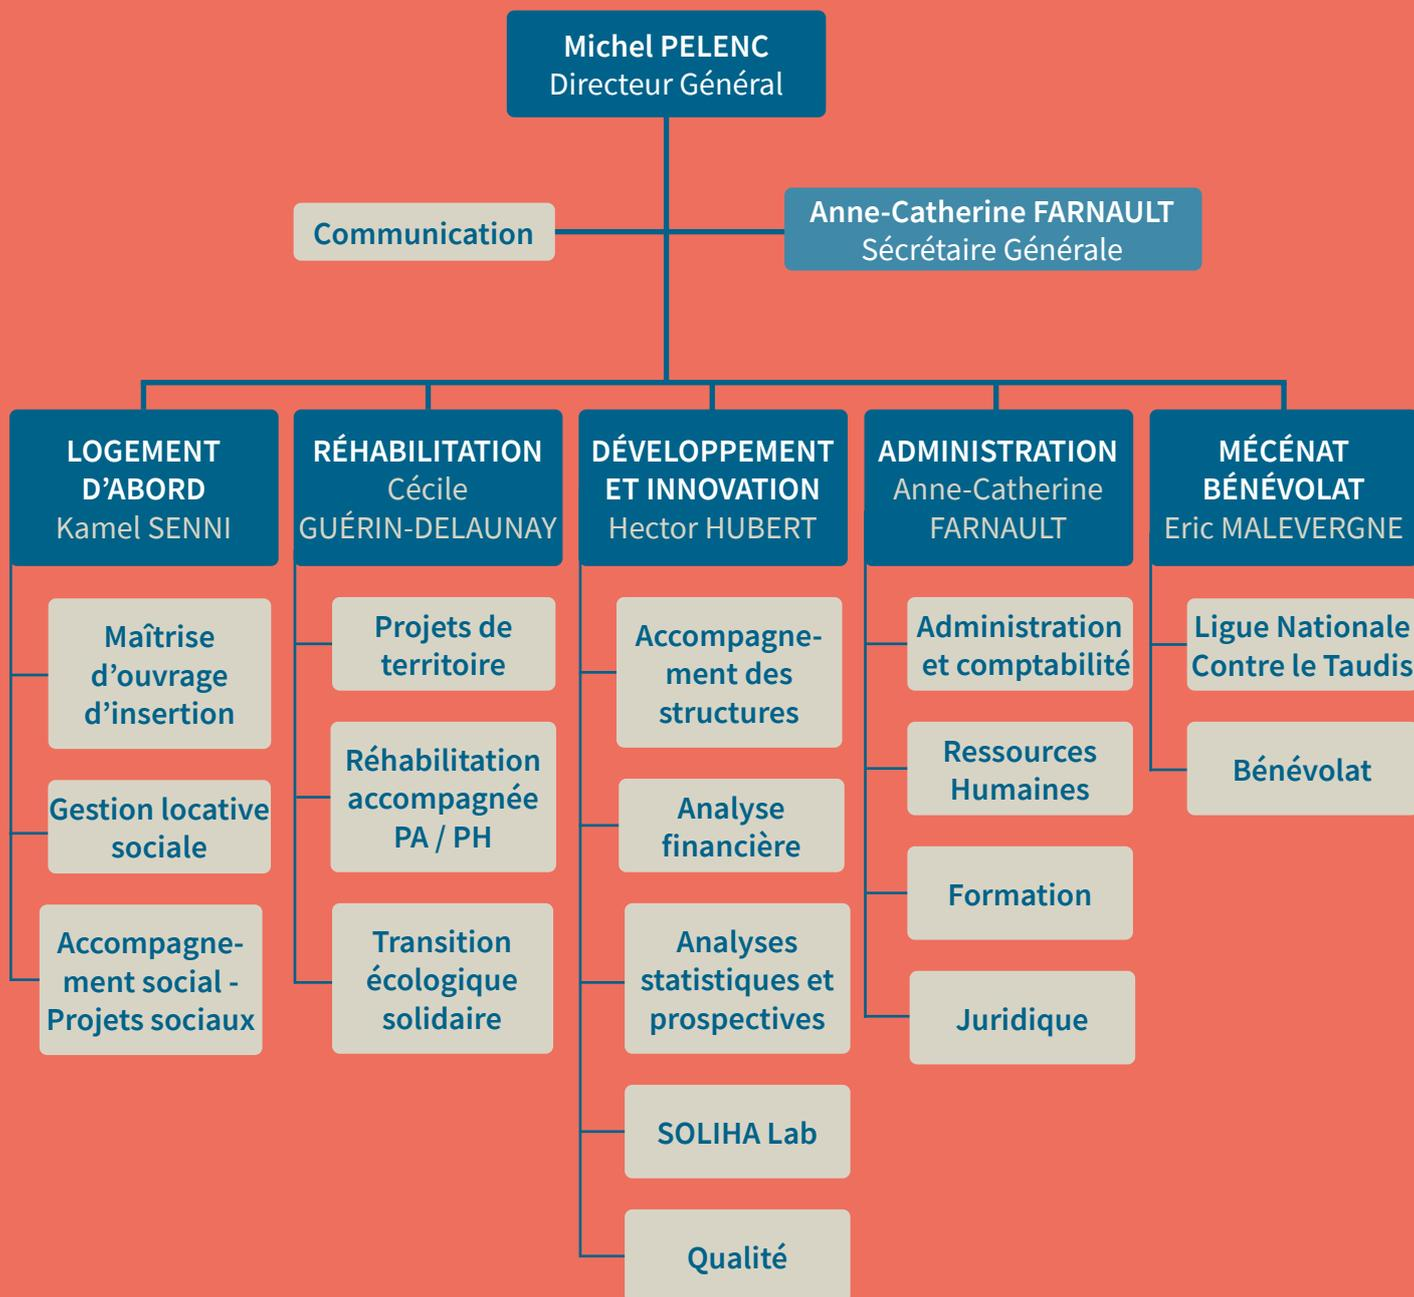 Michel PELENC
Directeur Général
Communication
Anne-Catherine FARNAULT
Sécrétaire Générale
LOGEMENT
D’ABORD
Kamel SENNI
Maîtrise
d’ouvrage
d’insertion
Gestion locative
sociale
Accompagne-
ment social -
Projets sociaux
RÉHABILITATION
Cécile
GUÉRIN-DELAUNAY
Projets de
territoire
Réhabilitation
accompagnée
PA / PH
Transition
écologique
solidaire
DÉVELOPPEMENT
ET INNOVATION
Hector HUBERT
Accompagne-
ment des
structures
Analyse
financière
Analyses
statistiques et
prospectives
SOLIHA Lab
Qualité
ADMINISTRATION
Anne-Catherine
FARNAULT
Administration
et comptabilité
Ressources
Humaines
Formation
Juridique
MÉCÉNAT
BÉNÉVOLAT
Eric MALEVERGNE
Ligue Nationale
Contre le Taudis
Bénévolat